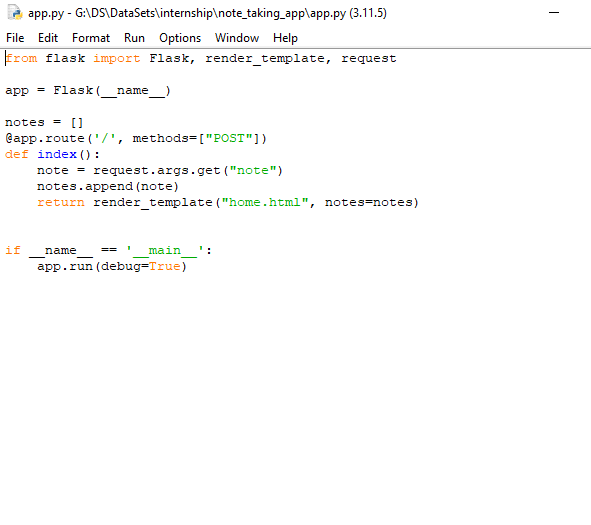 app.py - G:\DS\DataSets\internship\note_taking_app\app.py (3.11.5)
File Edit Format Run Options Window Help
from flask import Flask, render_template, request
app = Flask(__name__)
notes = []
@app.route('/', methods=["POST"])
def index():
    note = request.args.get("note")
    notes.append(note)
    return render_template("home.html", notes=notes)
if __name__ == '__main__':
    app.run(debug=True)